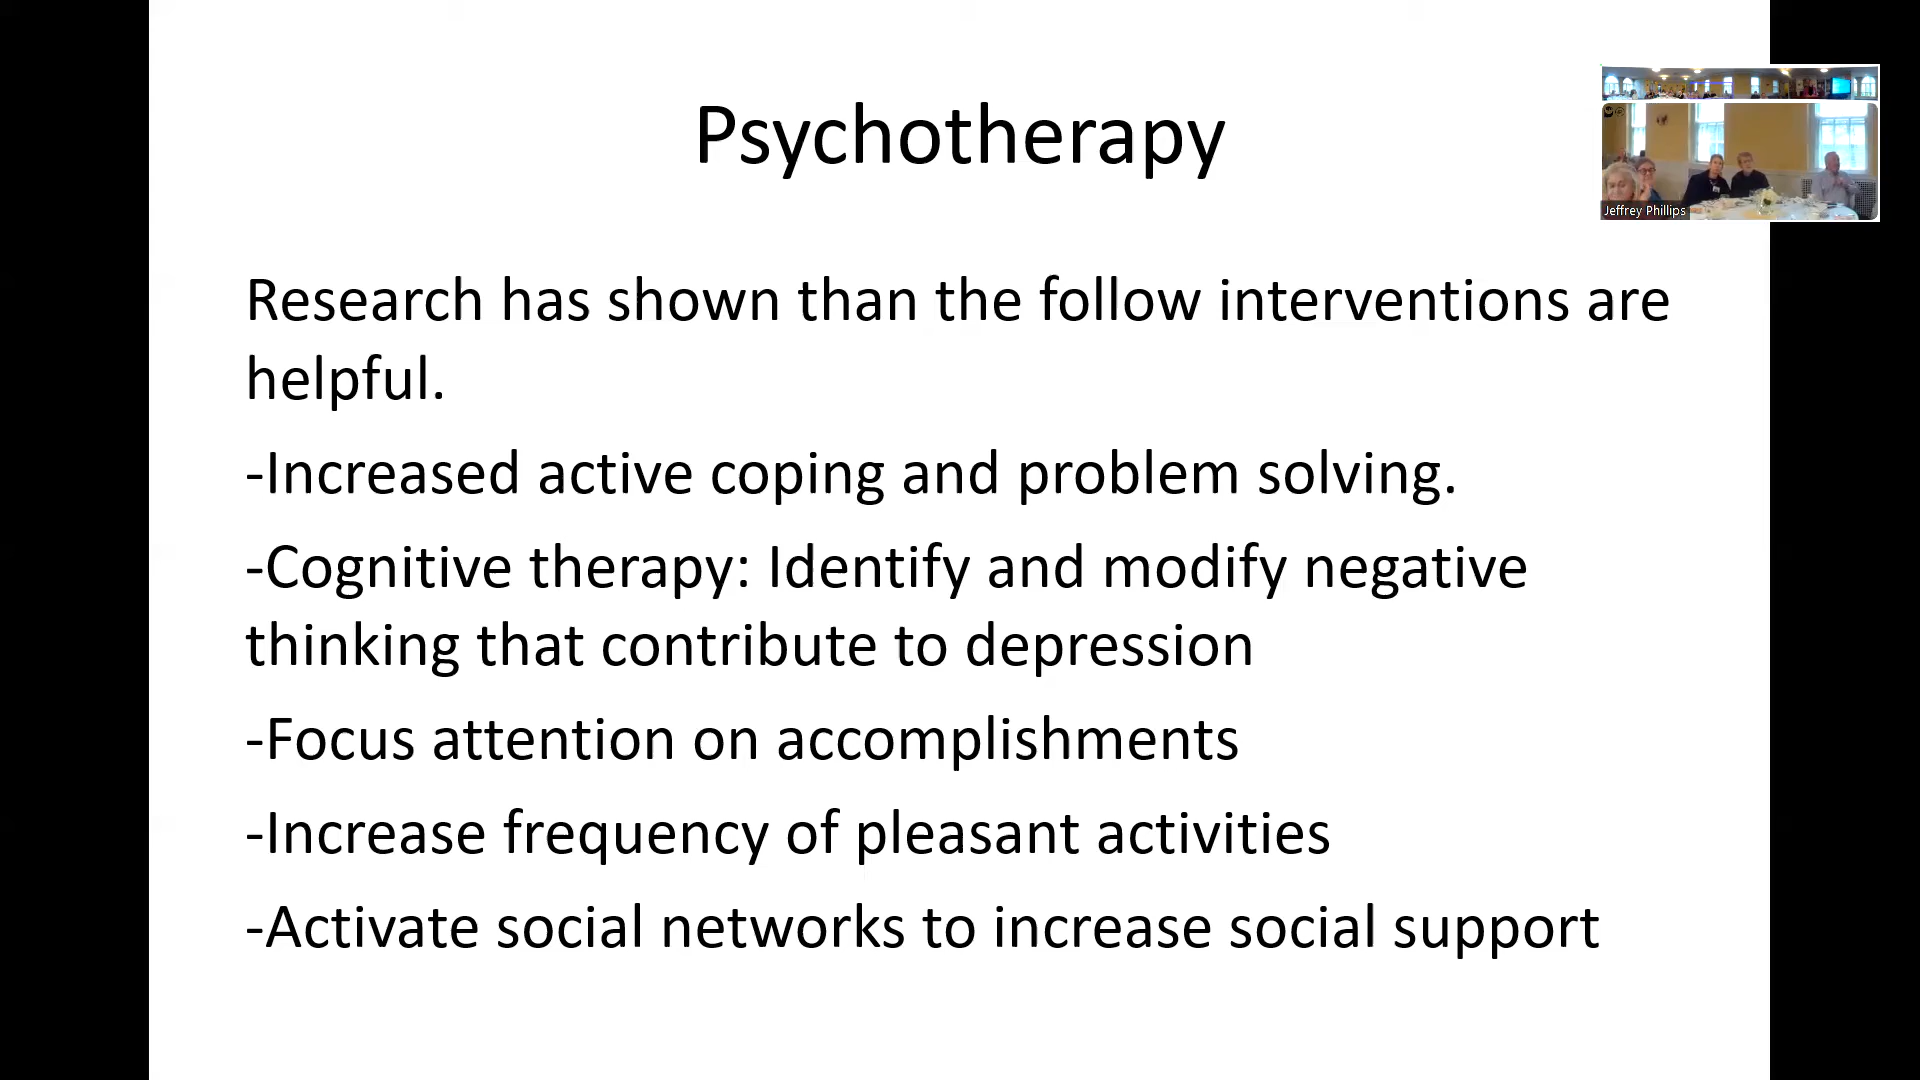 Psychotherapy
Jeffrey Phillips
Research has shown than the follow interventions are
helpful.
-Increased active coping and problem solving.
-Cognitive therapy: Identify and modify negative
thinking that contribute to depression
-Focus attention on accomplishments
-Increase frequency of pleasant activities
-Activate social networks to increase social support